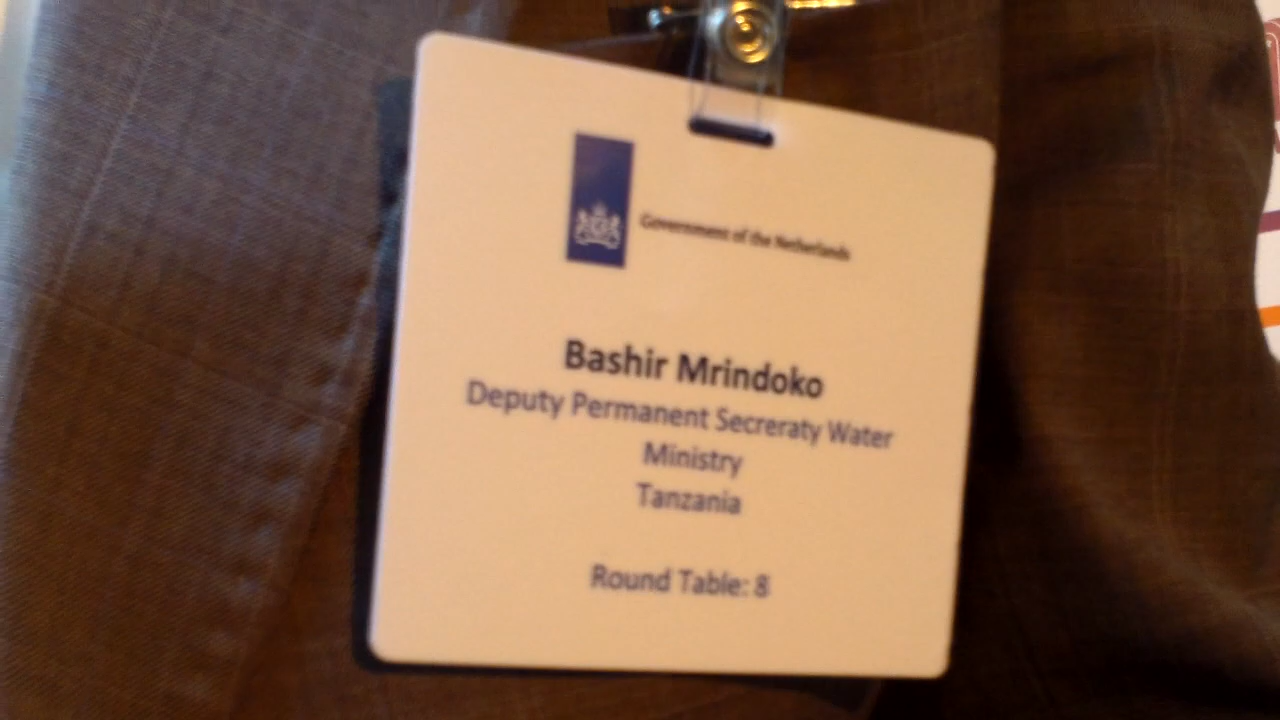 Government of the Netherlands
Bashir Mrindoko
Deputy Permanent Secreraty Water
Ministry
Tanzania
Round Table: 8